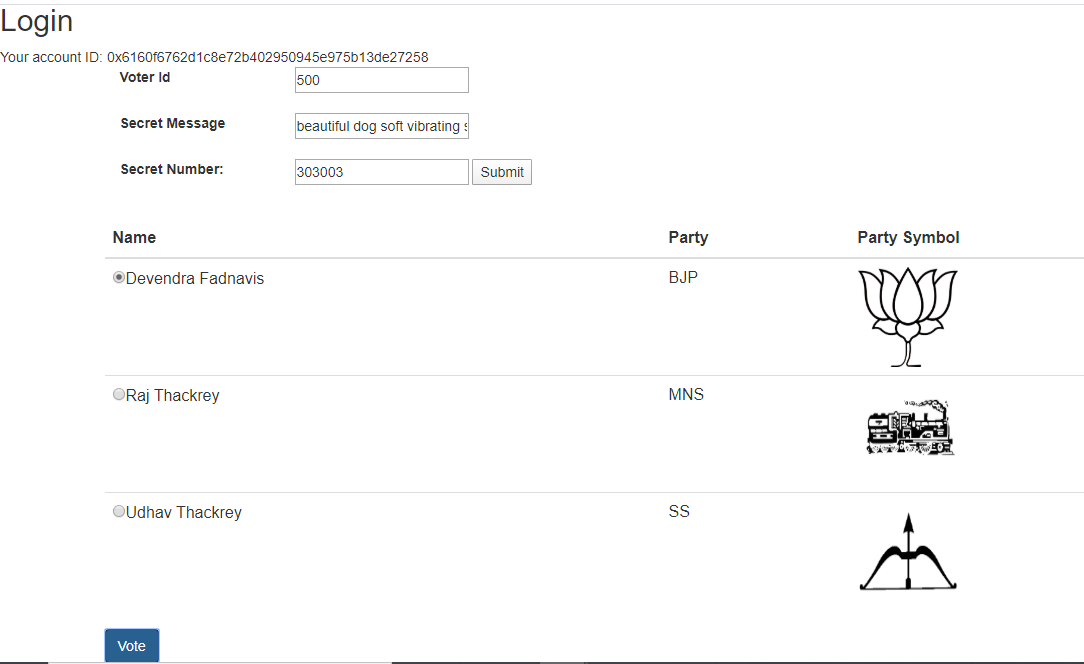 Login
Your account ID: 0x6160f6762d1c8e72b402950945e975b13de27258
Voter Id 500
Secret Message beautiful dog soft vibrating
Secret Number: 303003 Submit
Name Party Party Symbol
Devendra Fadnavis BJP
Raj Thackrey MNS
Udhav Thackrey SS
Vote